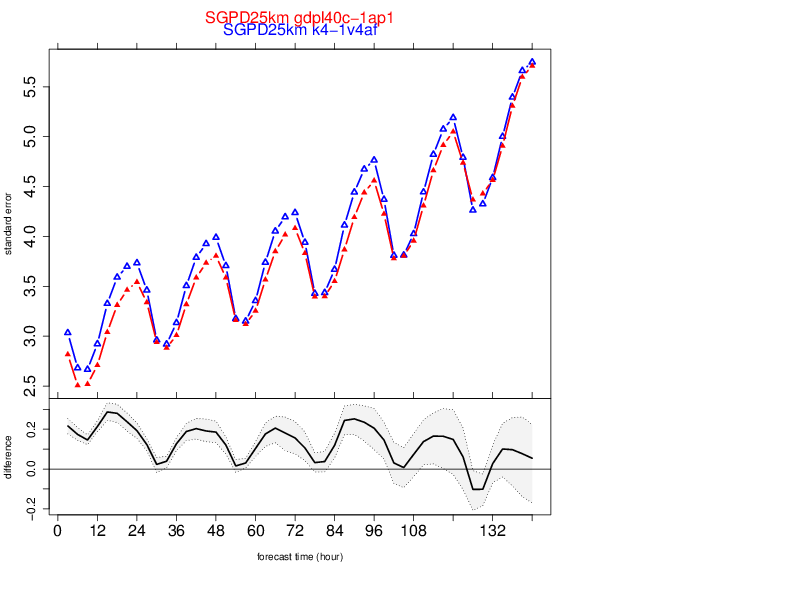 SGPD25km gdpl40c−1ap1
SGPD25km k4−1v4af
standard error
5.5
5.0
4.5
4.0
3.5
3.0
2.5
difference
0.2
0.0
−0.2
0 12 24 36 48 60 72 84 96 108 132
forecast time (hour)